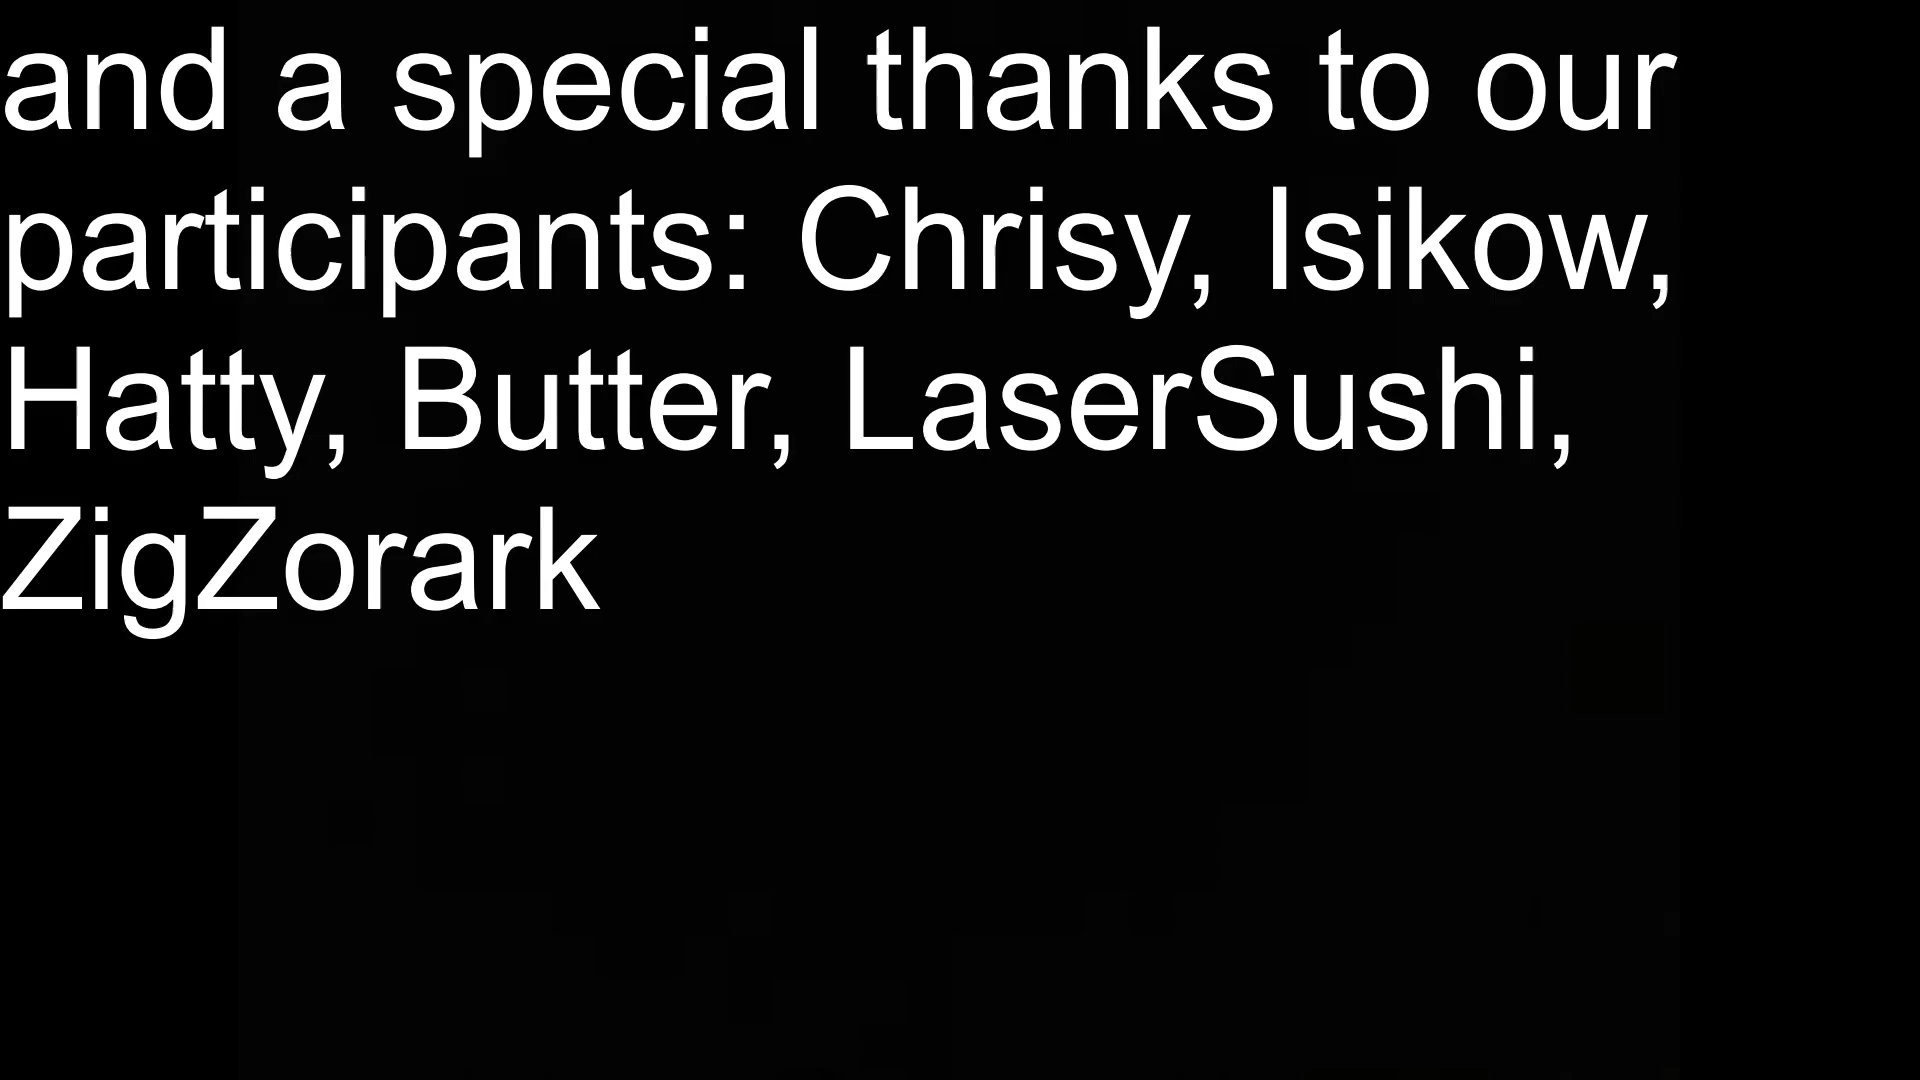 and a special thanks to our
participants: Chrisy, Isikow,
Hatty, Butter, LaserSushi,
ZigZorark